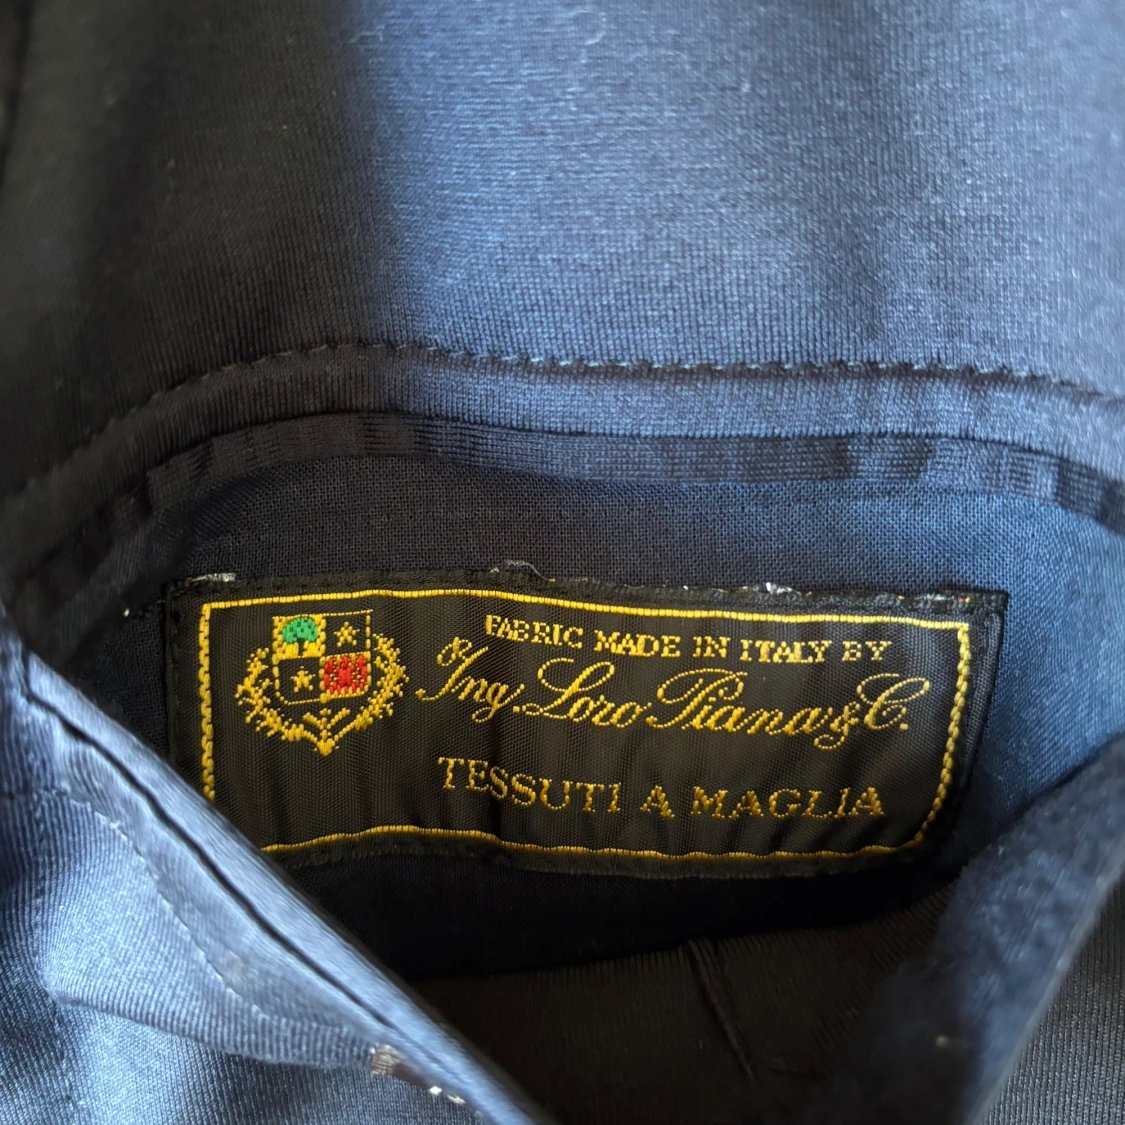 FABRIC MADE IN ITALY BY
Ing. Loro Piana & C.
TESSUTI A MAGLIA